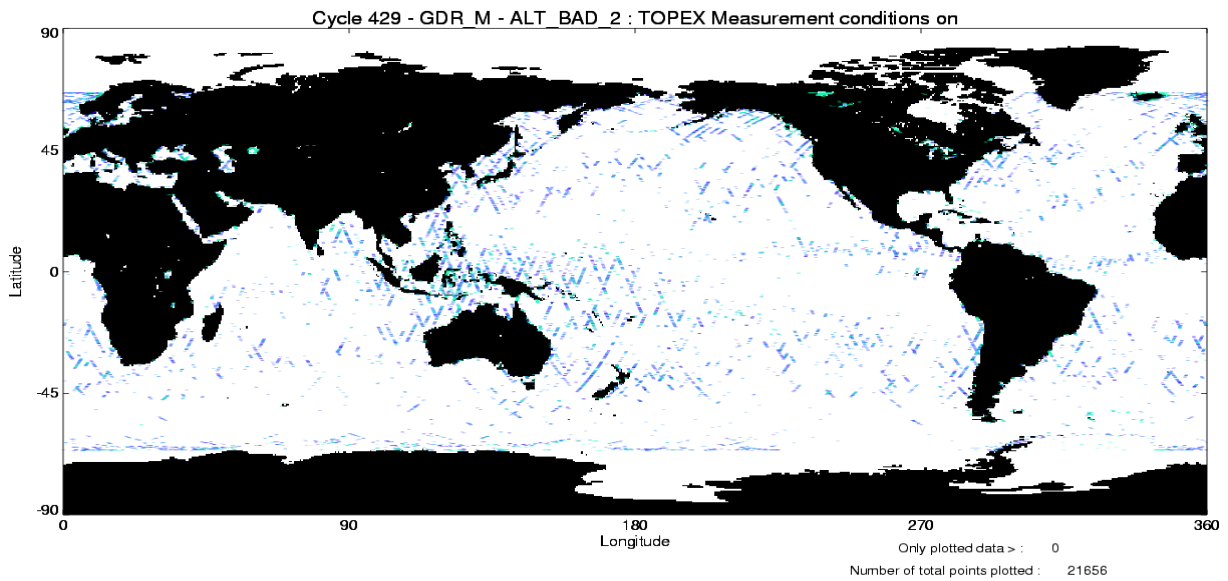 Cycle 429 - GDR_M - ALT_BAD_2 : TOPEX Measurement conditions on
90
45
0
-45
-90
Latitude
0 90 180 270 360
Longitude
Only plotted data > : 0
Number of total points plotted : 21656